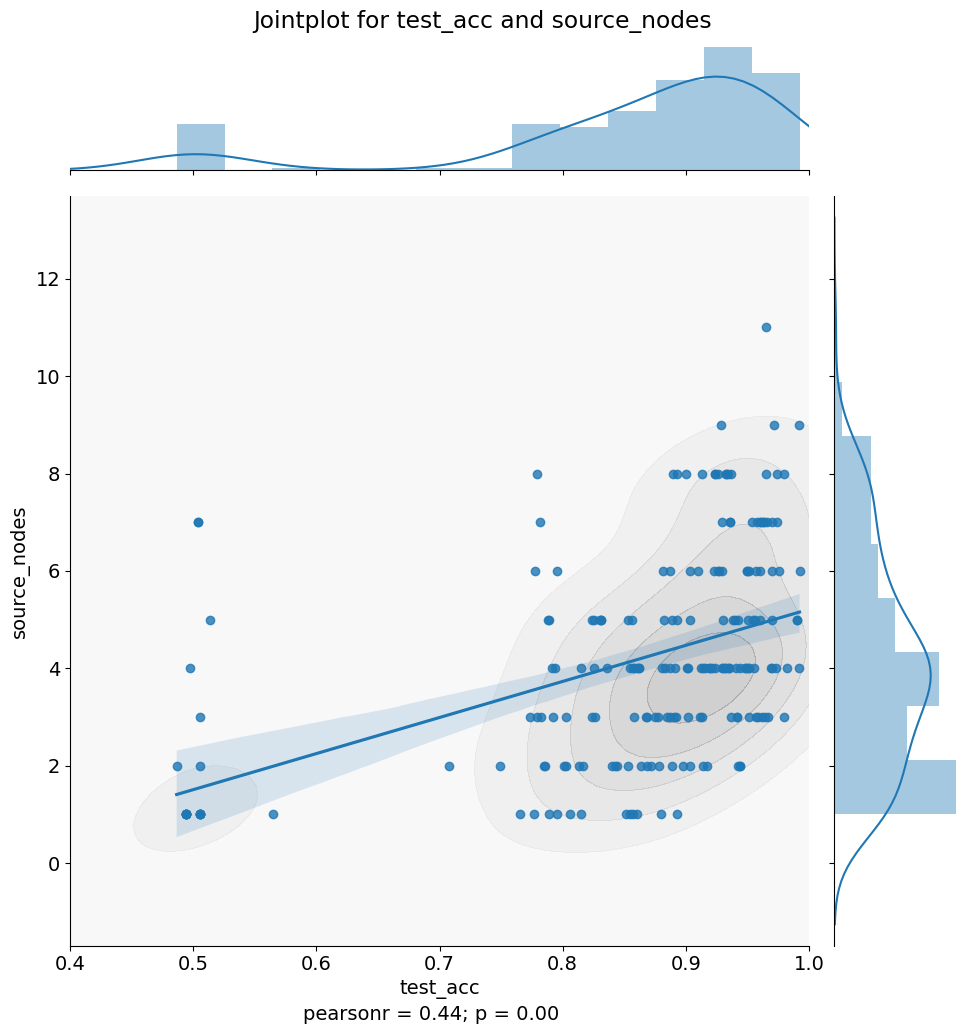 Jointplot for test_acc and source_nodes
12
10
8
6
4
2
0
source_nodes
0.4 0.5 0.6 0.7 0.8 0.9 1.0
test_acc
pearsonr = 0.44; p = 0.00